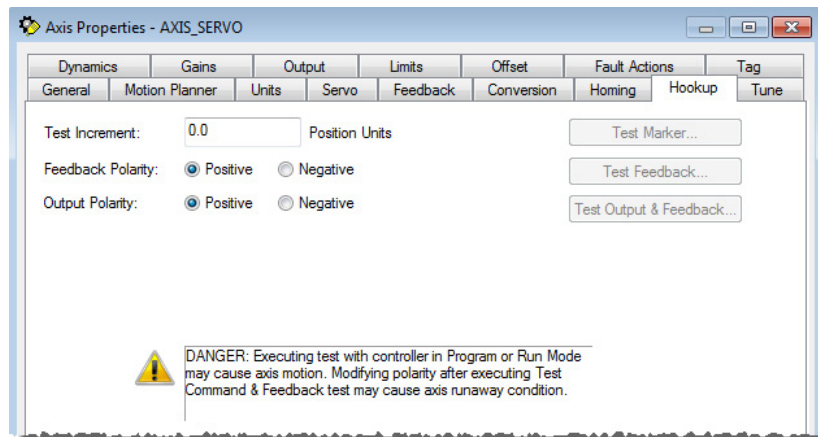 Axis Properties - AXIS_SERVO
Dynamics Gains Output Limits Offset Fault Actions Tag
General Motion Planner Units Servo Feedback Conversion Homing Hookup Tune
Test Increment: 0.0 Position Units Test Marker...
Feedback Polarity: Positive Negative Test Feedback...
Output Polarity: Positive Negative Test Output & Feedback...
DANGER: Executing test with controller in Program or Run Mode
may cause axis motion. Modifying polarity after executing Test
Command & Feedback test may cause axis runaway condition.